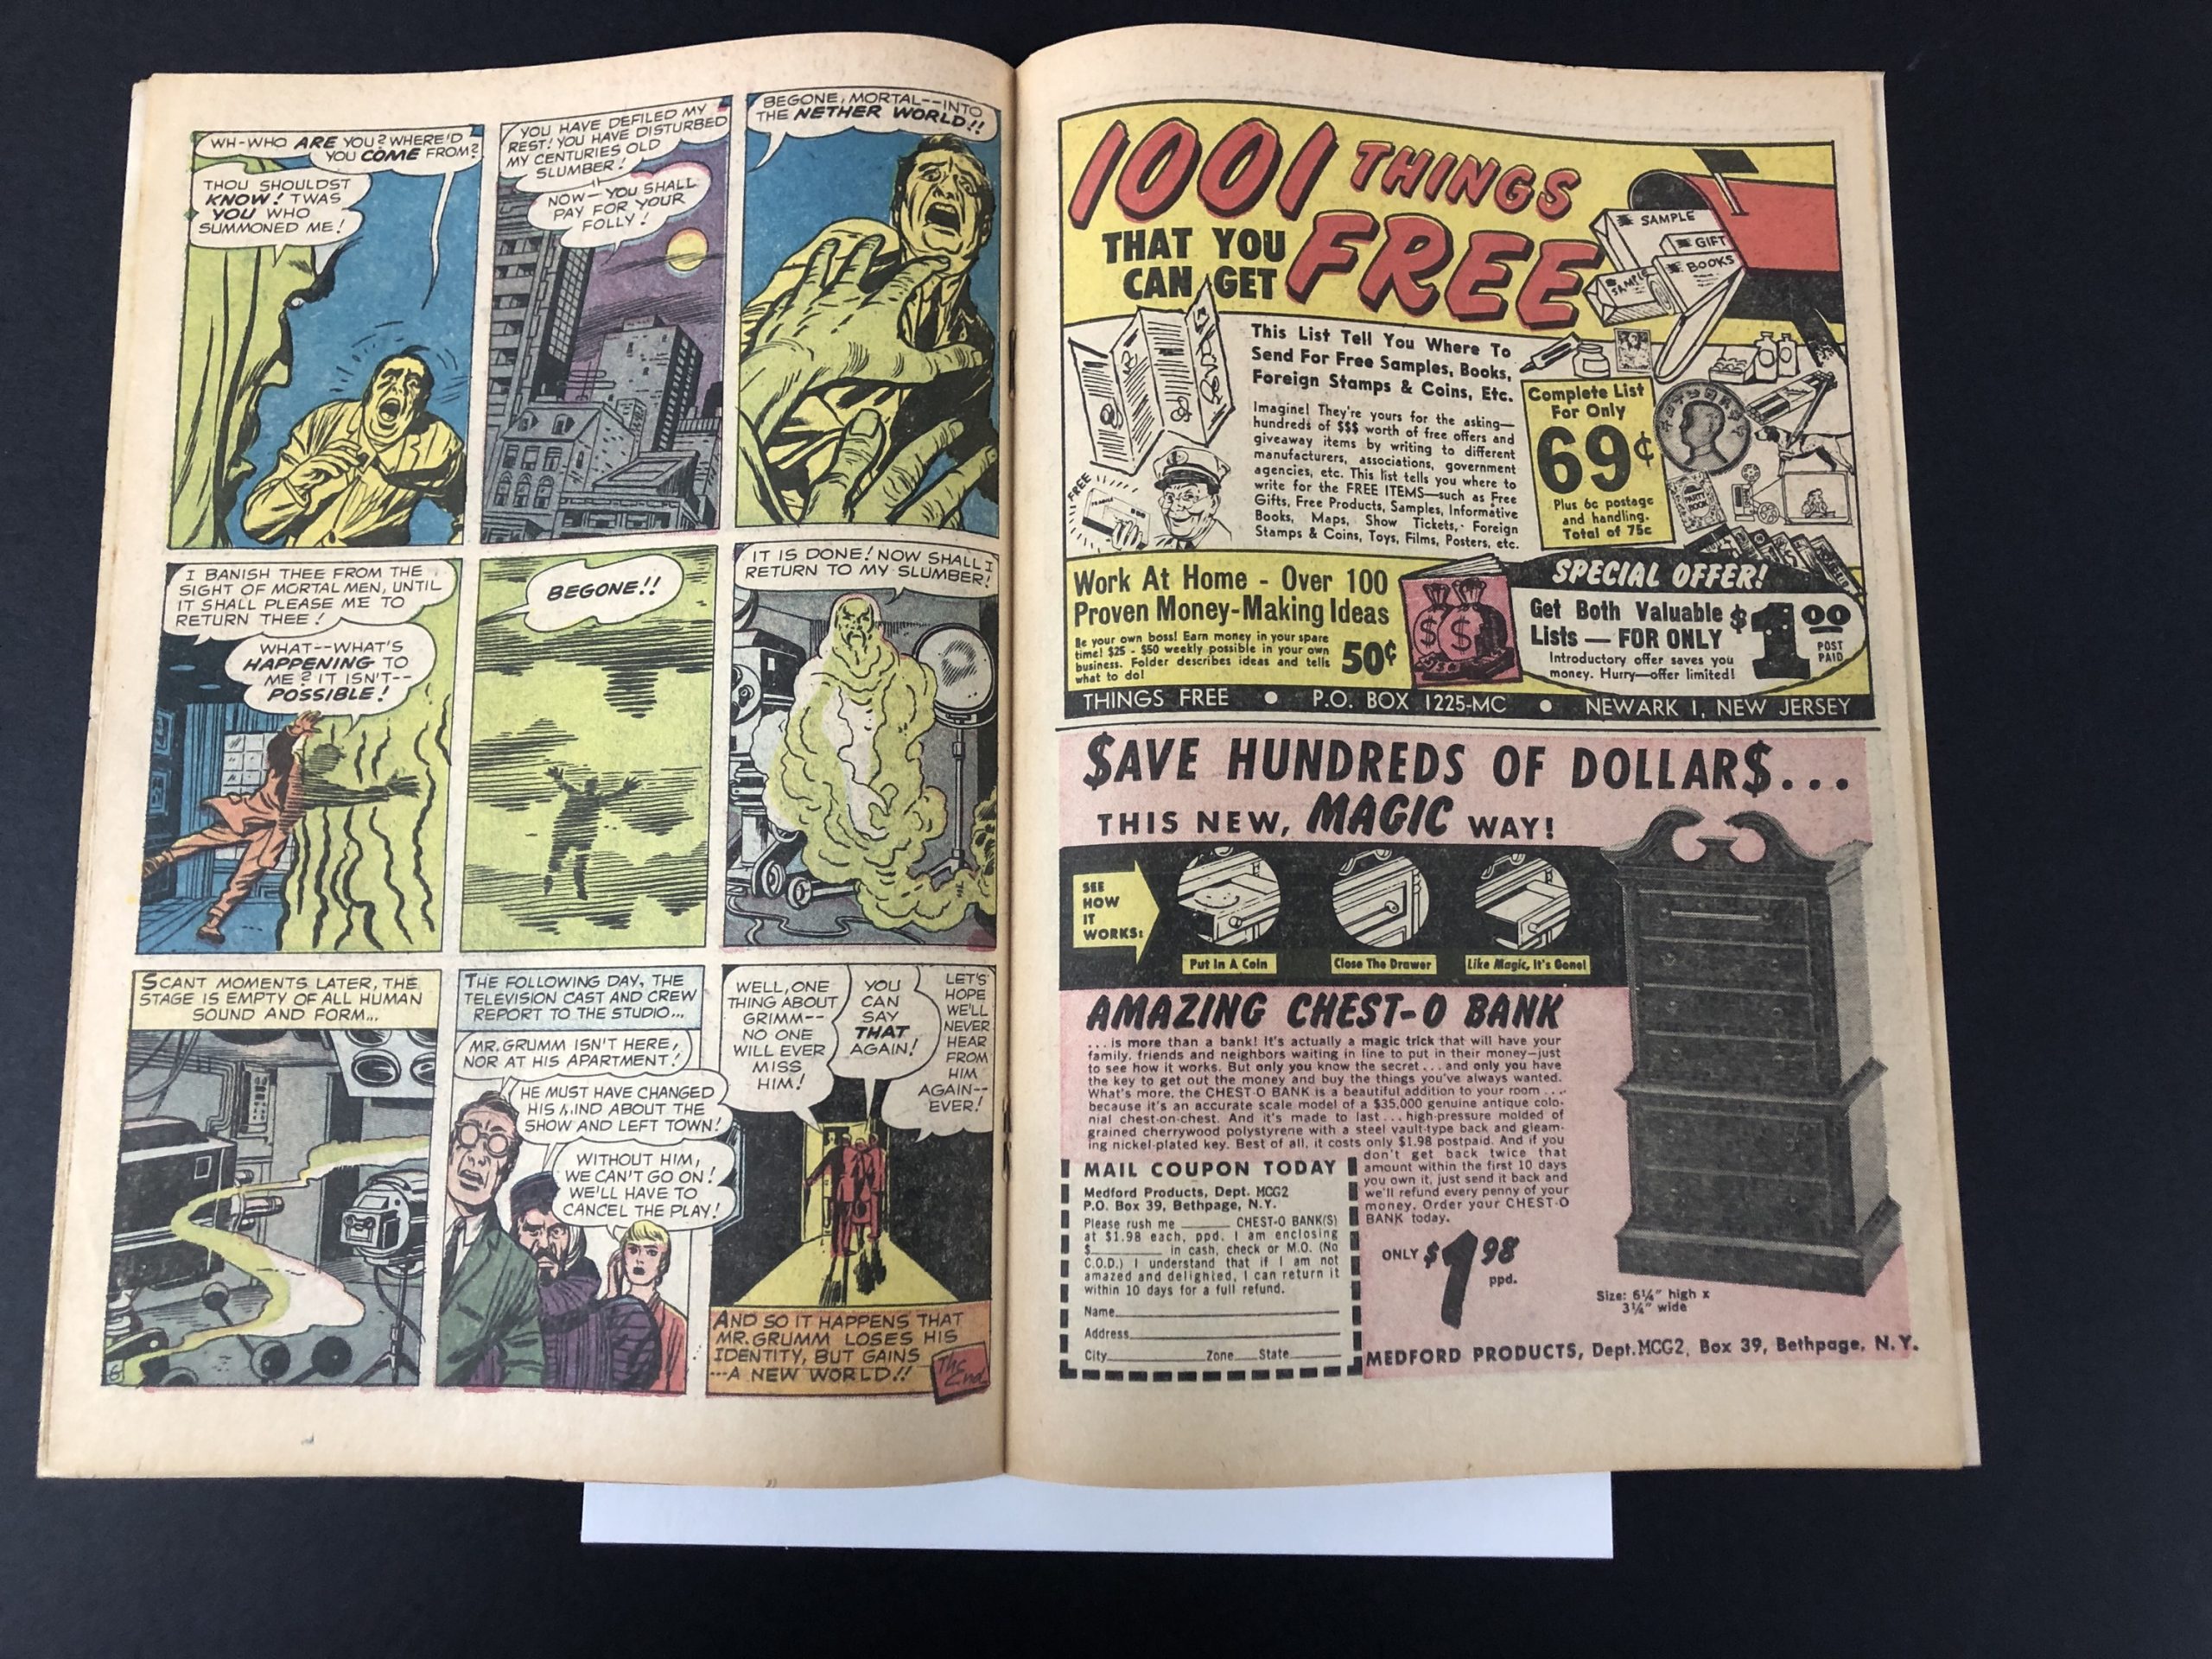 WH-WHO ARE YOU? WHERE'D
YOU COME FROM?
THOU SHOULDST
KNOW! TWAS
YOU WHO
SUMMONED ME!
YOU HAVE DEFILED MY
REST! YOU HAVE DISTURBED
MY CENTURIES OLD
SLUMBER!
NOW--YOU SHALL
PAY FOR YOUR
FOLLY!
BEGONE, MORTAL--INTO
THE NETHER WORLD!!
I BANISH THEE FROM THE
SIGHT OF MORTAL MEN, UNTIL
IT SHALL PLEASE ME TO
RETURN THEE!
WHAT--WHAT'S
HAPPENING TO
ME? IT ISN'T--
POSSIBLE!
BEGONE!!
IT IS DONE! NOW SHALL I
RETURN TO MY SLUMBER!
SCANT MOMENTS LATER, THE
STAGE IS EMPTY OF ALL HUMAN
SOUND AND FORM...
6
THE FOLLOWING DAY, THE
TELEVISION CAST AND CREW
REPORT TO THE STUDIO...
MR. GRUMM ISN'T HERE,
NOR AT HIS APARTMENT!
HE MUST HAVE CHANGED
HIS MIND ABOUT THE
SHOW AND LEFT TOWN!
WITHOUT HIM,
WE CAN'T GO ON!
WE'LL HAVE TO
CANCEL THE PLAY!
WELL, ONE
THING ABOUT
GRIMM--
NO ONE
WILL EVER
MISS
HIM!
YOU
CAN
SAY
THAT
AGAIN!
LET'S
HOPE
WE'LL
NEVER
HEAR
FROM
HIM
AGAIN--
EVER!
AND SO IT HAPPENS THAT
MR. GRUMM LOSES HIS
IDENTITY, BUT GAINS
---A NEW WORLD!!
The
End
1001 THINGS
THAT YOU
CAN GET
FREE
SAMPLE
GIFT
BOOKS
SAMPLE
This List Tell You Where To
Send For Free Samples, Books,
Foreign Stamps & Coins, Etc.
Imagine! They're yours for the asking—
hundreds of $$$ worth of free offers and
giveaway items by writing to different
manufacturers, associations, government
agencies, etc. This list tells you where to
write for the FREE ITEMS—such as Free
Gifts, Free Products, Samples, Informative
Books, Maps, Show Tickets, Foreign
Stamps & Coins, Toys, Films, Posters, etc.
FREE
Complete List
For Only
69¢
Plus 6c postage
and handling.
Total of 75c
PARTY
BOOK
Work At Home - Over 100
Proven Money-Making Ideas
Be your own boss! Earn money in your spare
time! $25 - $50 weekly possible in your own
business. Folder describes ideas and tells
what to do!
50¢
$ $
SPECIAL OFFER!
Get Both Valuable
Lists — FOR ONLY
$1.00
POST
PAID
Introductory offer saves you
money. Hurry—offer limited!
THINGS FREE • P.O. BOX 1225-MC • NEWARK 1, NEW JERSEY
$AVE HUNDREDS OF DOLLAR$...
THIS NEW, MAGIC WAY!
SEE
HOW
IT
WORKS:
Put In A Coin
Close The Drawer
Like Magic, It's Gone!
AMAZING CHEST-O BANK
...is more than a bank! It's actually a magic trick that will have your
family, friends and neighbors waiting in line to put in their money—just
to see how it works. But only you know the secret...and only you have
the key to get out the money and buy the things you've always wanted.
What's more, the CHEST-O BANK is a beautiful addition to your room ....
because it's an accurate scale model of a $35,000 genuine antique colo-
nial chest-on-chest. And it's made to last...high-pressure molded of
grained cherrywood polystyrene with a steel vault-type back and gleam-
ing nickel-plated key. Best of all, it costs only $1.98 postpaid. And if you
don't get back twice that
amount within the first 10 days
you own it, just send it back and
we'll refund every penny of your
money. Order your CHEST-O
BANK today.
MAIL COUPON TODAY
Medford Products, Dept. MCG2
P.O. Box 39, Bethpage, N.Y.
Please rush me ______ CHEST-O BANK(S)
at $1.98 each, ppd. I am enclosing
$__________ in cash, check or M.O. (No
C.O.D.) I understand that if I am not
amazed and delighted, I can return it
within 10 days for a full refund.
Name
Address
City Zone State
ONLY $1.98
ppd.
Size: 6¼" high x
3¼" wide
MEDFORD PRODUCTS, Dept. MCG2, Box 39, Bethpage, N. Y.